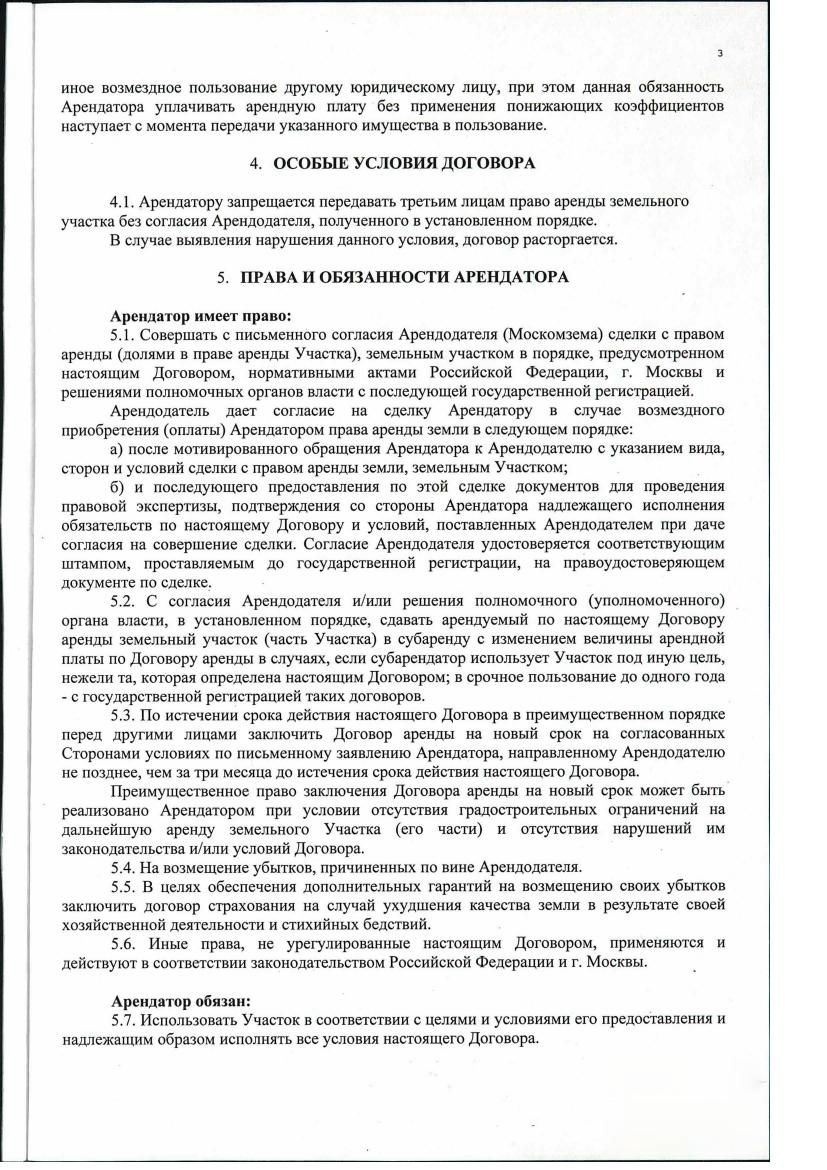 3
иное возмездное пользование другому юридическому лицу, при этом данная обязанность
Арендатора уплачивать арендную плату без применения понижающих коэффициентов
наступает с момента передачи указанного имущества в пользование.
4. ОСОБЫЕ УСЛОВИЯ ДОГОВОРА
4.1. Арендатору запрещается передавать третьим лицам право аренды земельного
участка без согласия Арендодателя, полученного в установленном порядке.
В случае выявления нарушения данного условия, договор расторгается.
5. ПРАВА И ОБЯЗАННОСТИ АРЕНДАТОРА
Арендатор имеет право:
5.1. Совершать с письменного согласия Арендодателя (Москомзема) сделки с правом
аренды (долями в праве аренды Участка), земельным участком в порядке, предусмотренном
настоящим Договором, нормативными актами Российской Федерации, г. Москвы и
решениями полномочных органов власти с последующей государственной регистрацией.
Арендодатель дает согласие на сделку Арендатору в случае возмездного
приобретения (оплаты) Арендатором права аренды земли в следующем порядке:
а) после мотивированного обращения Арендатора к Арендодателю с указанием вида,
сторон и условий сделки с правом аренды земли, земельным Участком;
б) и последующего предоставления по этой сделке документов для проведения
правовой экспертизы, подтверждения со стороны Арендатора надлежащего исполнения
обязательств по настоящему Договору и условий, поставленных Арендодателем при даче
согласия на совершение сделки. Согласие Арендодателя удостоверяется соответствующим
штампом, проставляемым до государственной регистрации, на правоудостоверяющем
документе по сделке.
5.2. С согласия Арендодателя и/или решения полномочного (уполномоченного)
органа власти, в установленном порядке, сдавать арендуемый по настоящему Договору
аренды земельный участок (часть Участка) в субаренду с изменением величины арендной
платы по Договору аренды в случаях, если субарендатор использует Участок под иную цель,
нежели та, которая определена настоящим Договором; в срочное пользование до одного года
- с государственной регистрацией таких договоров.
5.3. По истечении срока действия настоящего Договора в преимущественном порядке
перед другими лицами заключить Договор аренды на новый срок на согласованных
Сторонами условиях по письменному заявлению Арендатора, направленному Арендодателю
не позднее, чем за три месяца до истечения срока действия настоящего Договора.
Преимущественное право заключения Договора аренды на новый срок может быть
реализовано Арендатором при условии отсутствия градостроительных ограничений на
дальнейшую аренду земельного Участка (его части) и отсутствия нарушений им
законодательства и/или условий Договора.
5.4. На возмещение убытков, причиненных по вине Арендодателя.
5.5. В целях обеспечения дополнительных гарантий на возмещению своих убытков
заключить договор страхования на случай ухудшения качества земли в результате своей
хозяйственной деятельности и стихийных бедствий.
5.6. Иные права, не урегулированные настоящим Договором, применяются и
действуют в соответствии законодательством Российской Федерации и г. Москвы.
Арендатор обязан:
5.7. Использовать Участок в соответствии с целями и условиями его предоставления и
надлежащим образом исполнять все условия настоящего Договора.